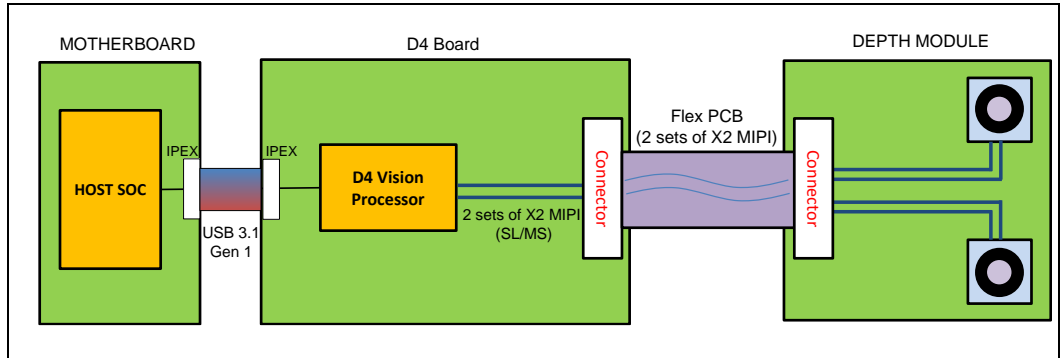 MOTHERBOARD
D4 Board
DEPTH MODULE
Flex PCB
(2 sets of X2 MIPI)
IPEX
IPEX
HOST SOC
D4 Vision
Processor
Connector
Connector
2 sets of X2 MIPI
(SL/MS)
USB 3.1
Gen 1